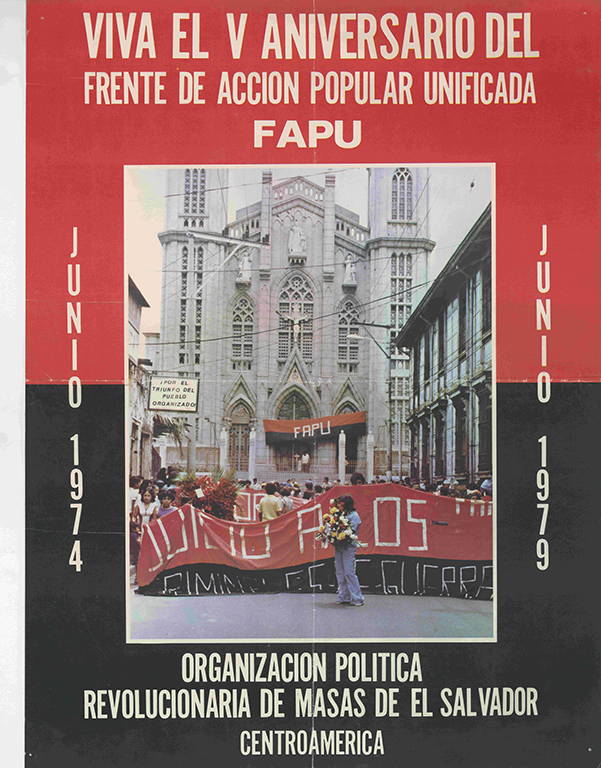 VIVA EL V ANIVERSARIO DEL
FRENTE DE ACCION POPULAR UNIFICADA
FAPU
JUNIO 1974
JUNIO 1979
¡POR EL
TRIUNFO DEL
PUEBLO
ORGANIZADO
FAPU
GUERRA
ORGANIZACION POLITICA
REVOLUCIONARIA DE MASAS DE EL SALVADOR
CENTROAMERICA